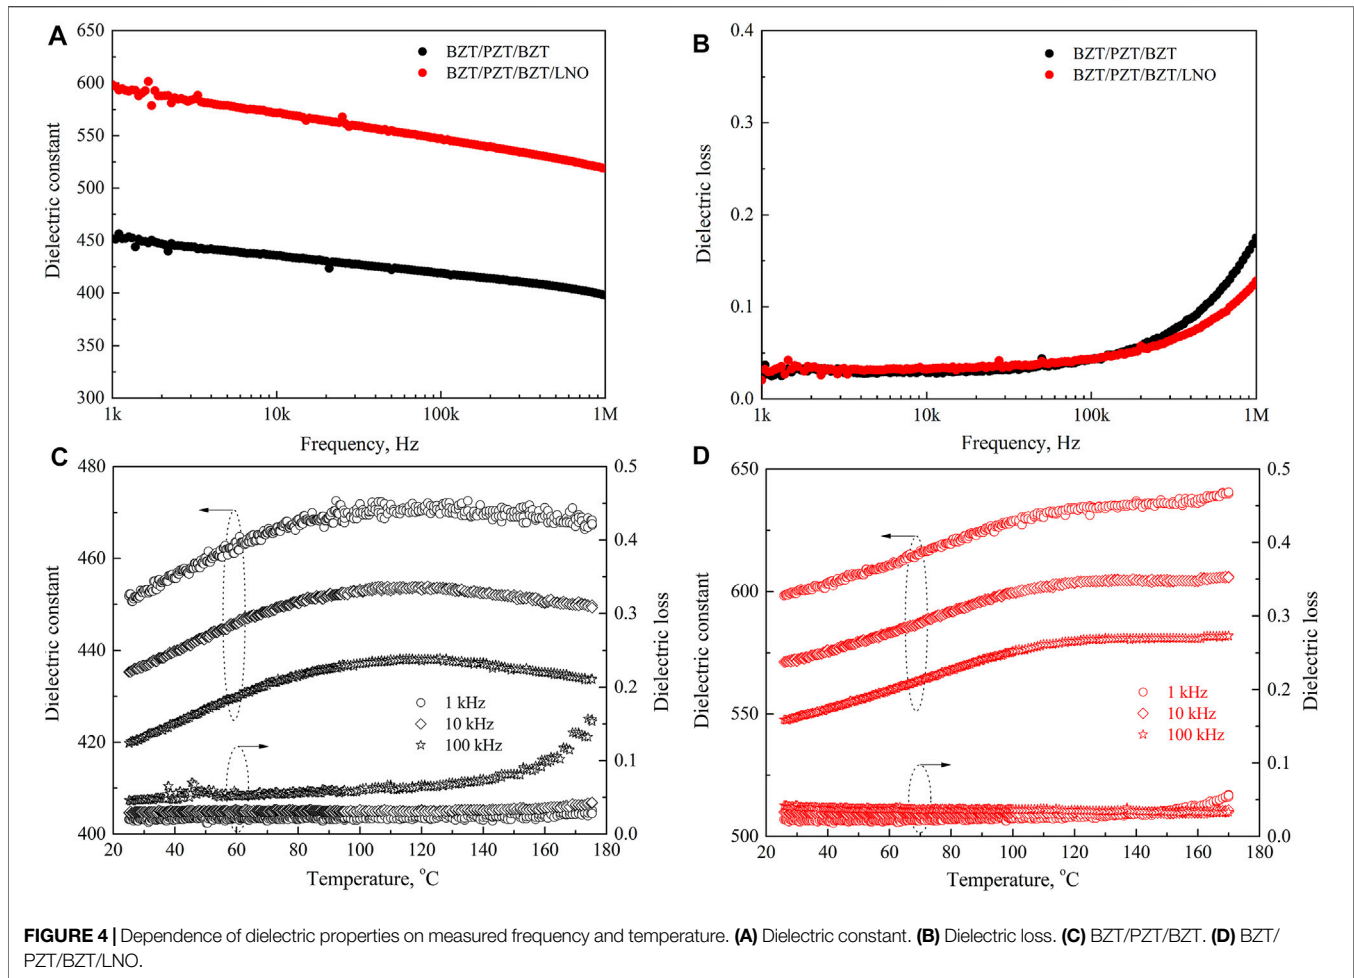 A
650
600
550
500
450
400
350
300
Dielectric constant
BZT/PZT/BZT
BZT/PZT/BZT/LNO
1k
10k
100k
1M
Frequency, Hz
B
0.4
0.3
0.2
0.1
0.0
Dielectric loss
BZT/PZT/BZT
BZT/PZT/BZT/LNO
1k
10k
100k
1M
Frequency, Hz
C
480
460
440
420
400
Dielectric constant
0.5
0.4
0.3
0.2
0.1
0.0
Dielectric loss
1 kHz
10 kHz
100 kHz
20
40
60
80
100
120
140
160
180
Temperature, °C
D
650
600
550
500
Dielectric constant
0.5
0.4
0.3
0.2
0.1
0.0
Dielectric loss
1 kHz
10 kHz
100 kHz
20
40
60
80
100
120
140
160
180
Temperature, °C
FIGURE 4 | Dependence of dielectric properties on measured frequency and temperature. (A) Dielectric constant. (B) Dielectric loss. (C) BZT/PZT/BZT. (D) BZT/
PZT/BZT/LNO.